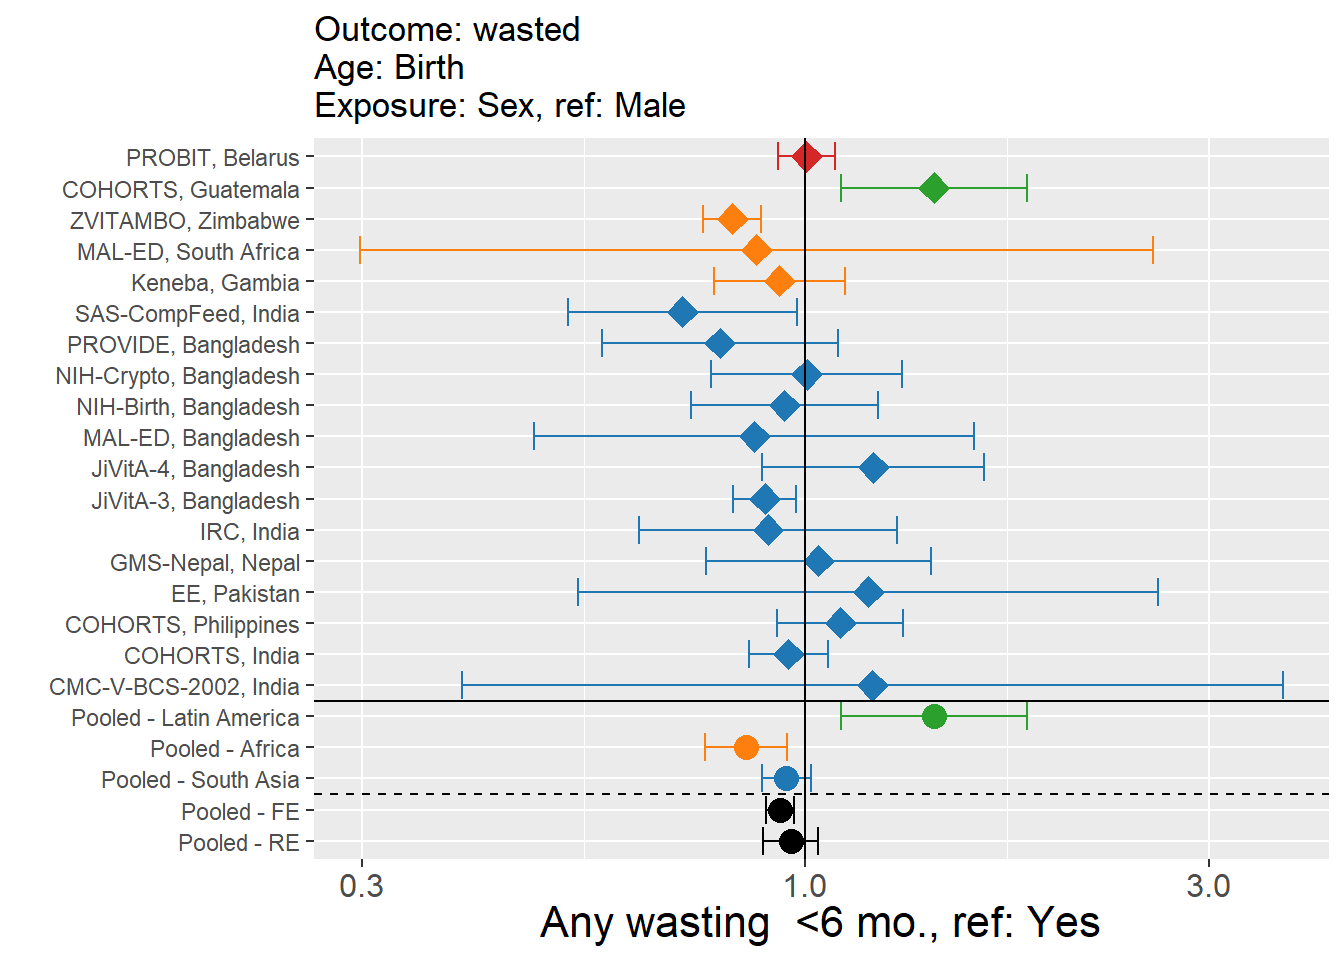 Outcome: wasted
Age: Birth
Exposure: Sex, ref: Male
PROBIT, Belarus
COHORTS, Guatemala
ZVITAMBO, Zimbabwe
MAL-ED, South Africa
Keneba, Gambia
SAS-CompFeed, India
PROVIDE, Bangladesh
NIH-Crypto, Bangladesh
NIH-Birth, Bangladesh
MAL-ED, Bangladesh
JiVitA-4, Bangladesh
JiVitA-3, Bangladesh
IRC, India
GMS-Nepal, Nepal
EE, Pakistan
COHORTS, Philippines
COHORTS, India
CMC-V-BCS-2002, India
Pooled - Latin America
Pooled - Africa
Pooled - South Asia
Pooled - FE
Pooled - RE
0.3 1.0 3.0
Any wasting  <6 mo., ref: Yes